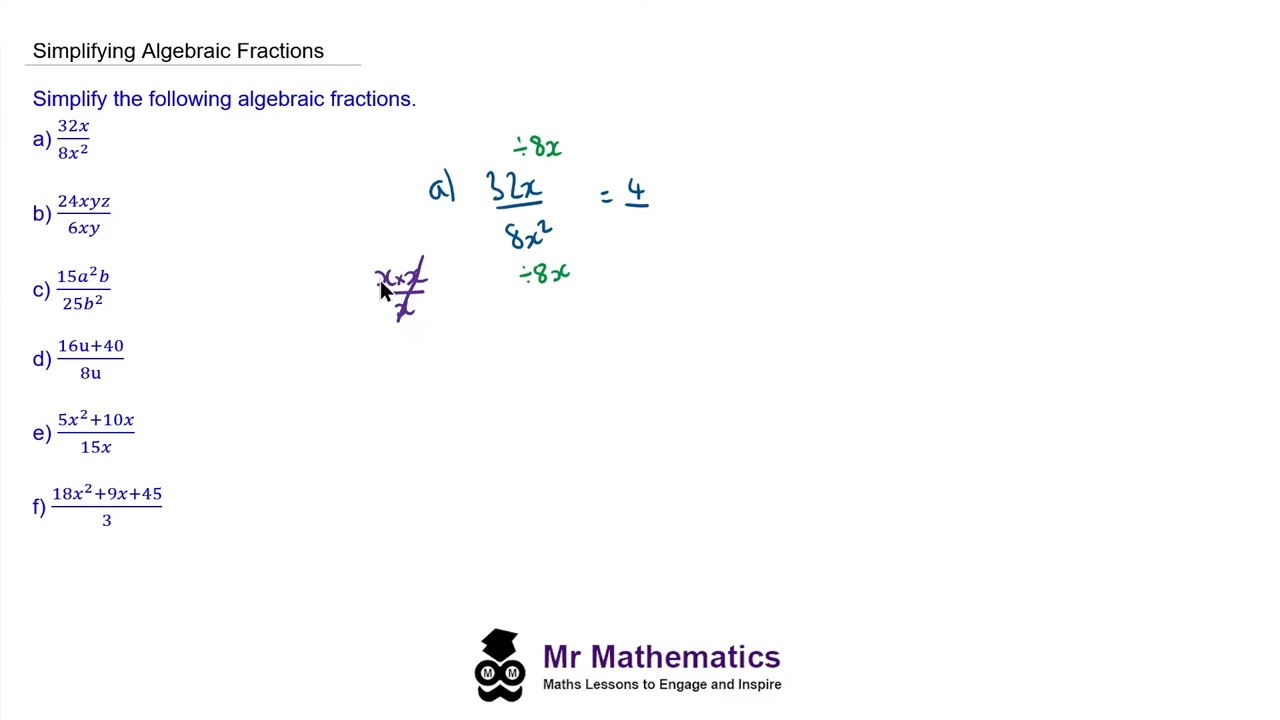 Simplifying Algebraic Fractions
Simplify the following algebraic fractions.
a) 32x/8x²
b) 24xyz/6xy
c) 15a²b/25b²
d) 16u+40/8u
e) 5x²+10x/15x
f) 18x²+9x+45/3
÷8x
a) 32x/8x² = 4
÷8x
x×x/x
M M
Mr Mathematics
Maths Lessons to Engage and Inspire